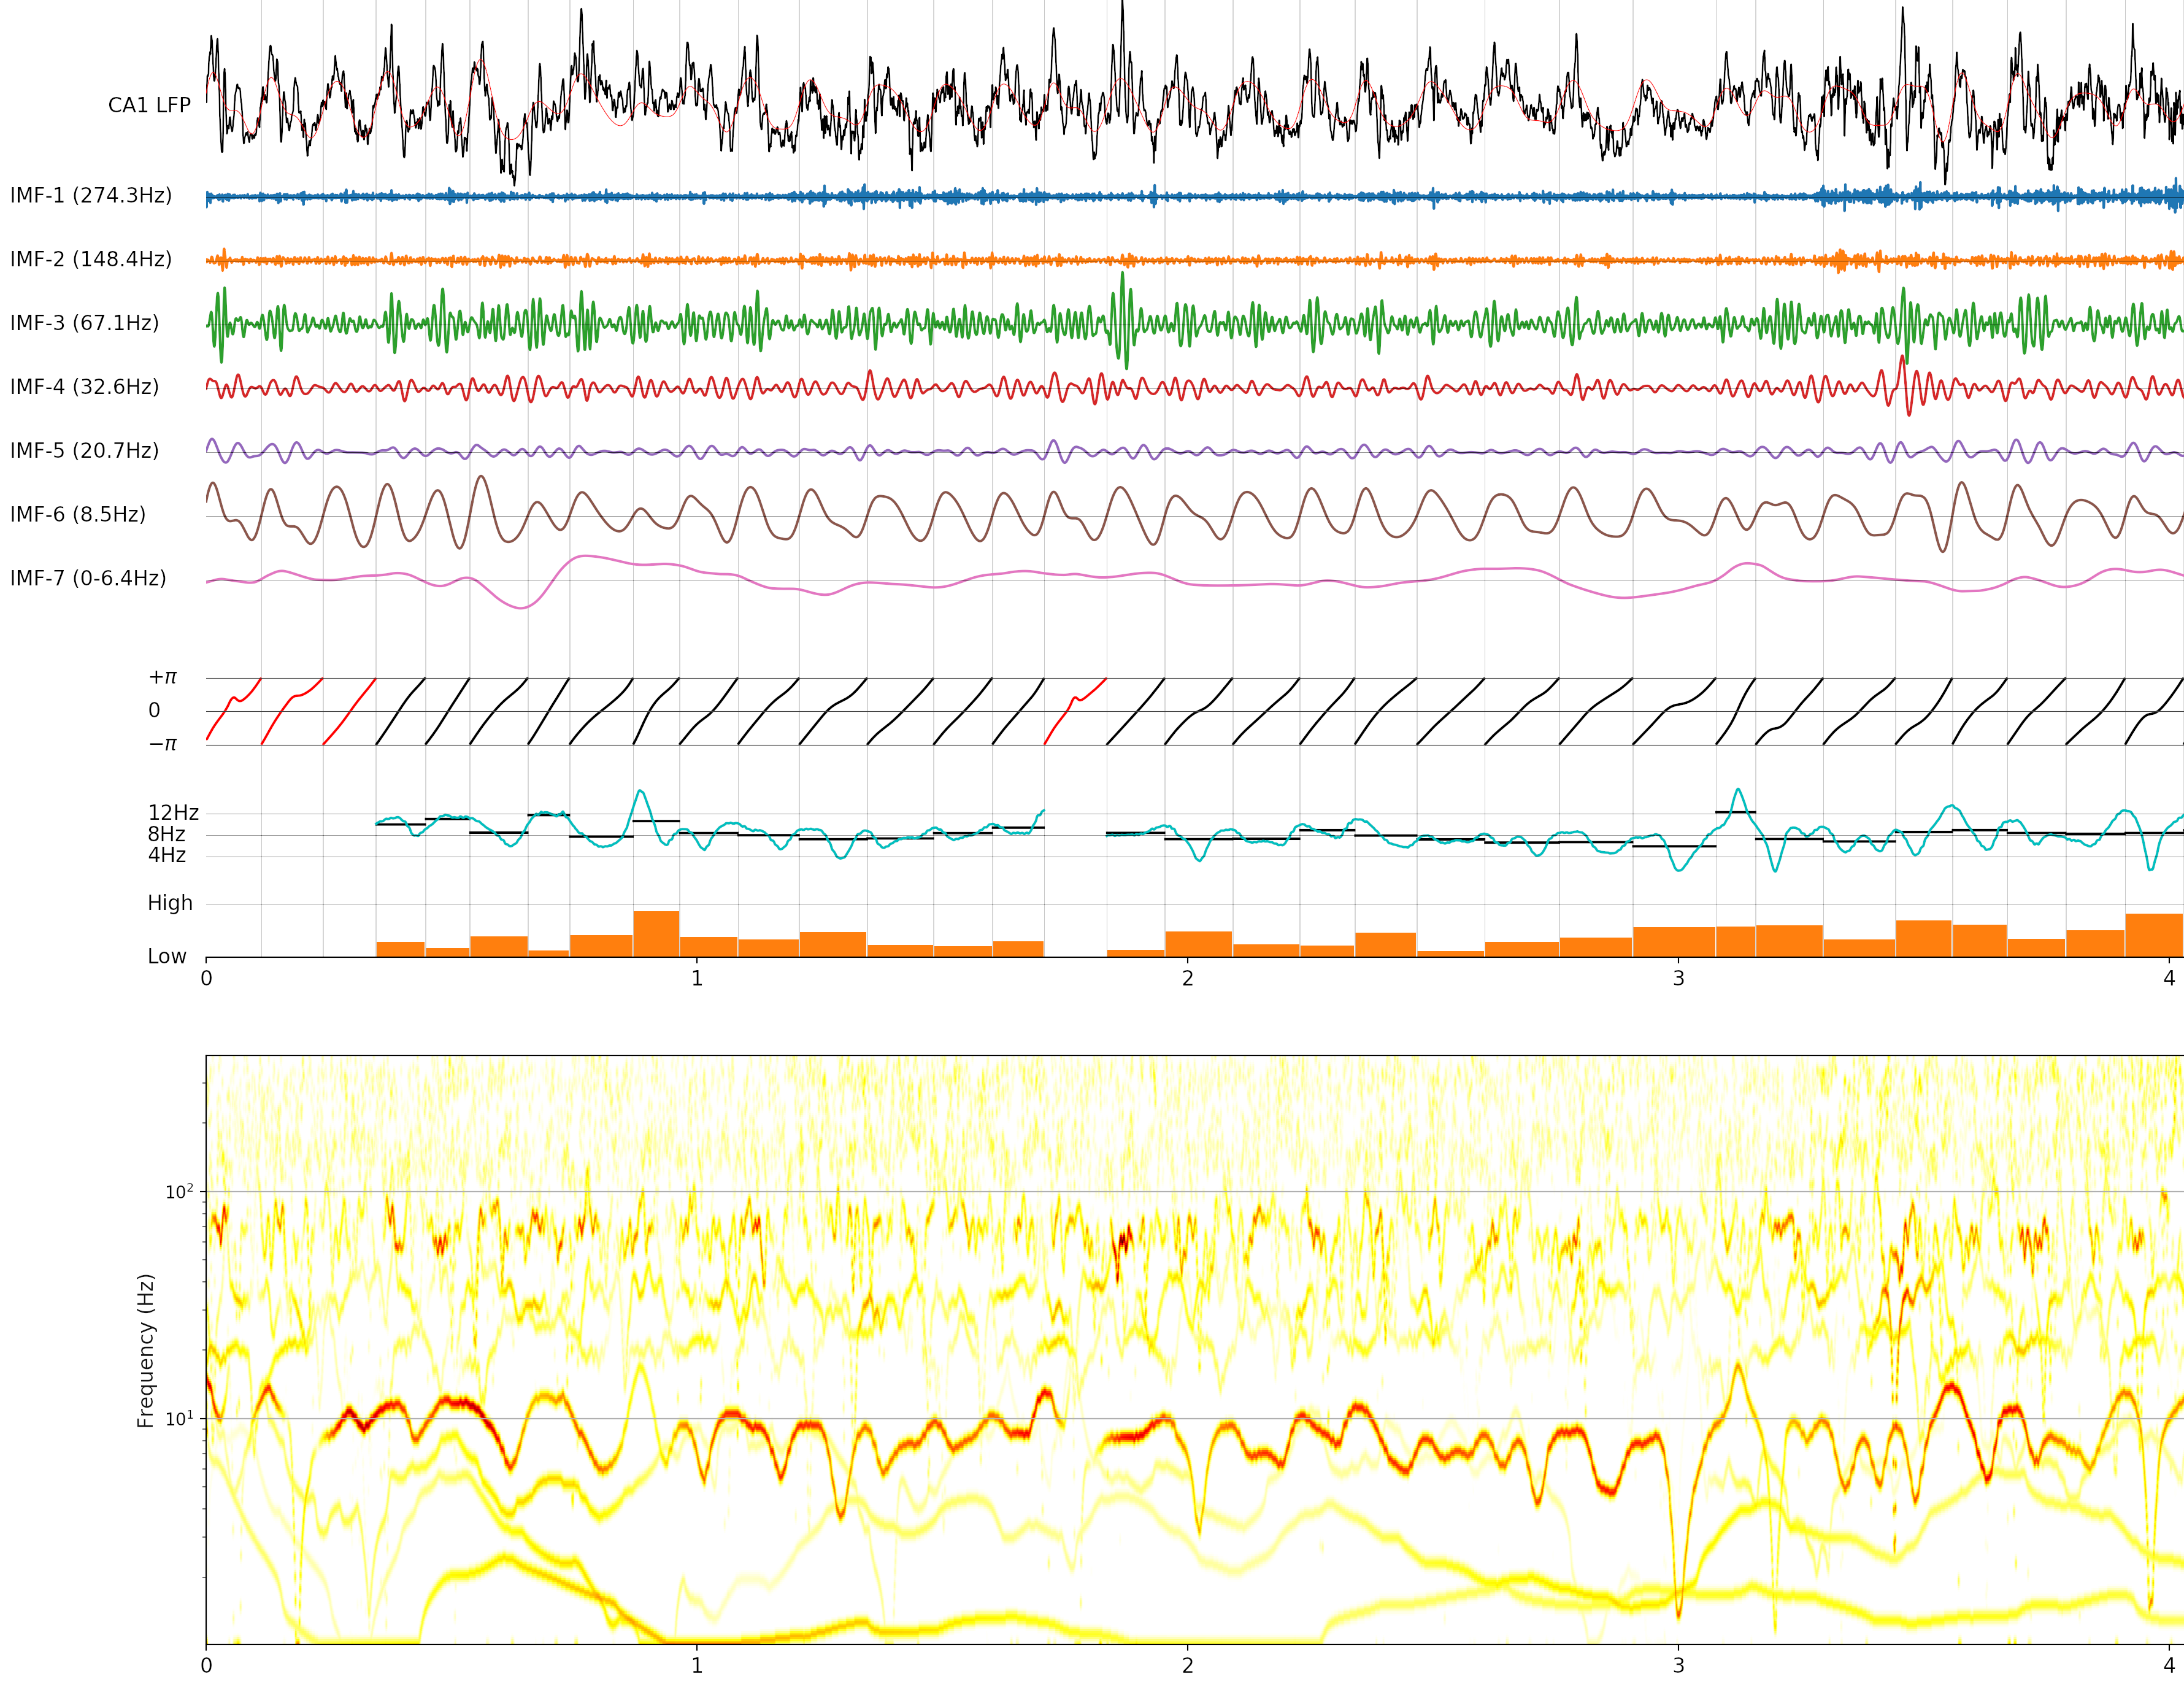 CA1 LFP
IMF-1 (274.3Hz)
IMF-2 (148.4Hz)
IMF-3 (67.1Hz)
IMF-4 (32.6Hz)
IMF-5 (20.7Hz)
IMF-6 (8.5Hz)
IMF-7 (0-6.4Hz)
+π
0
−π
12Hz
8Hz
4Hz
High
Low
0 1 2 3 4
10²
10¹
Frequency (Hz)
0 1 2 3 4